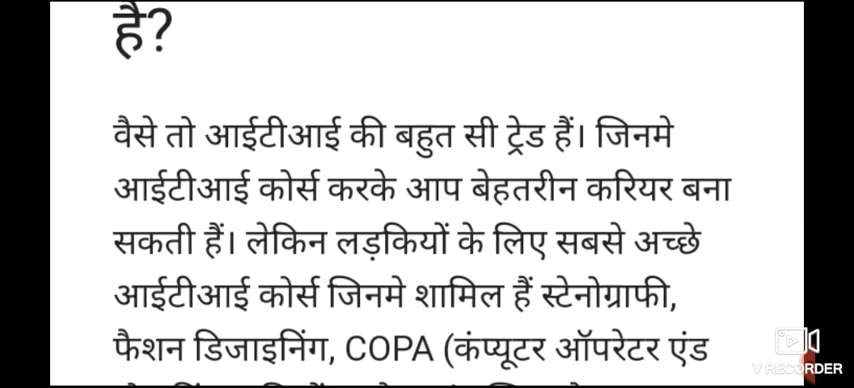 है?
वैसे तो आईटीआई की बहुत सी ट्रेड हैं। जिनमे
आईटीआई कोर्स करके आप बेहतरीन करियर बना
सकती हैं। लेकिन लड़कियों के लिए सबसे अच्छे
आईटीआई कोर्स जिनमे शामिल हैं स्टेनोग्राफी,
फैशन डिजाइनिंग, COPA (कंप्यूटर ऑपरेटर एंड
V RECORDER